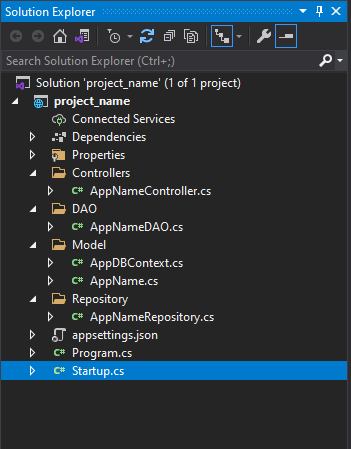 Solution Explorer
Search Solution Explorer (Ctrl+;)
Solution 'project_name' (1 of 1 project)
project_name
Connected Services
Dependencies
Properties
Controllers
C# AppNameController.cs
DAO
C# AppNameDAO.cs
Model
C# AppDBContext.cs
C# AppName.cs
Repository
C# AppNameRepository.cs
appsettings.json
C# Program.cs
C# Startup.cs